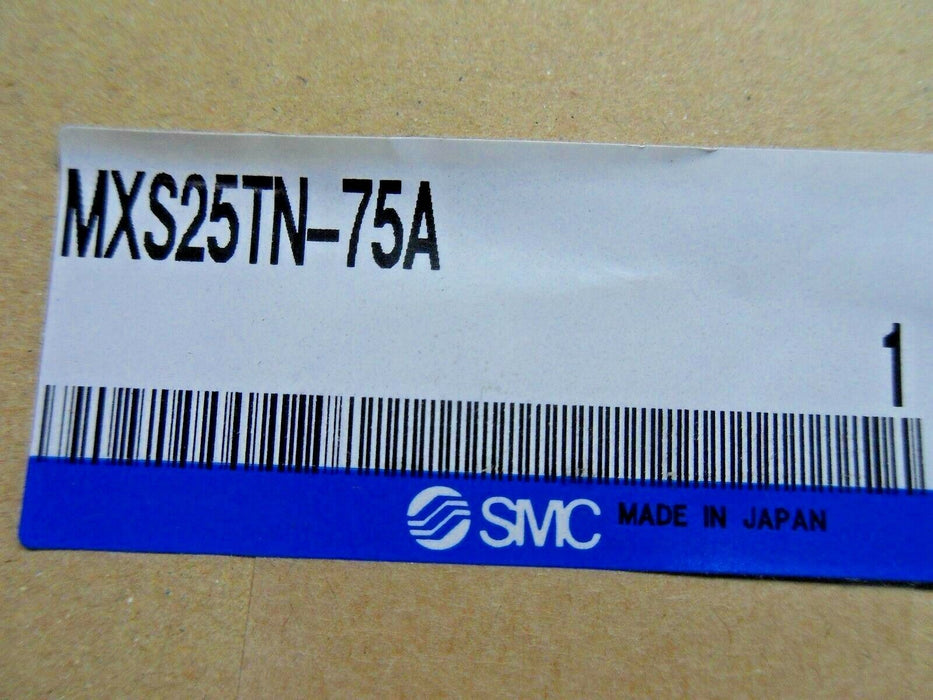 MXS25TN-75A
1
SMC MADE IN JAPAN